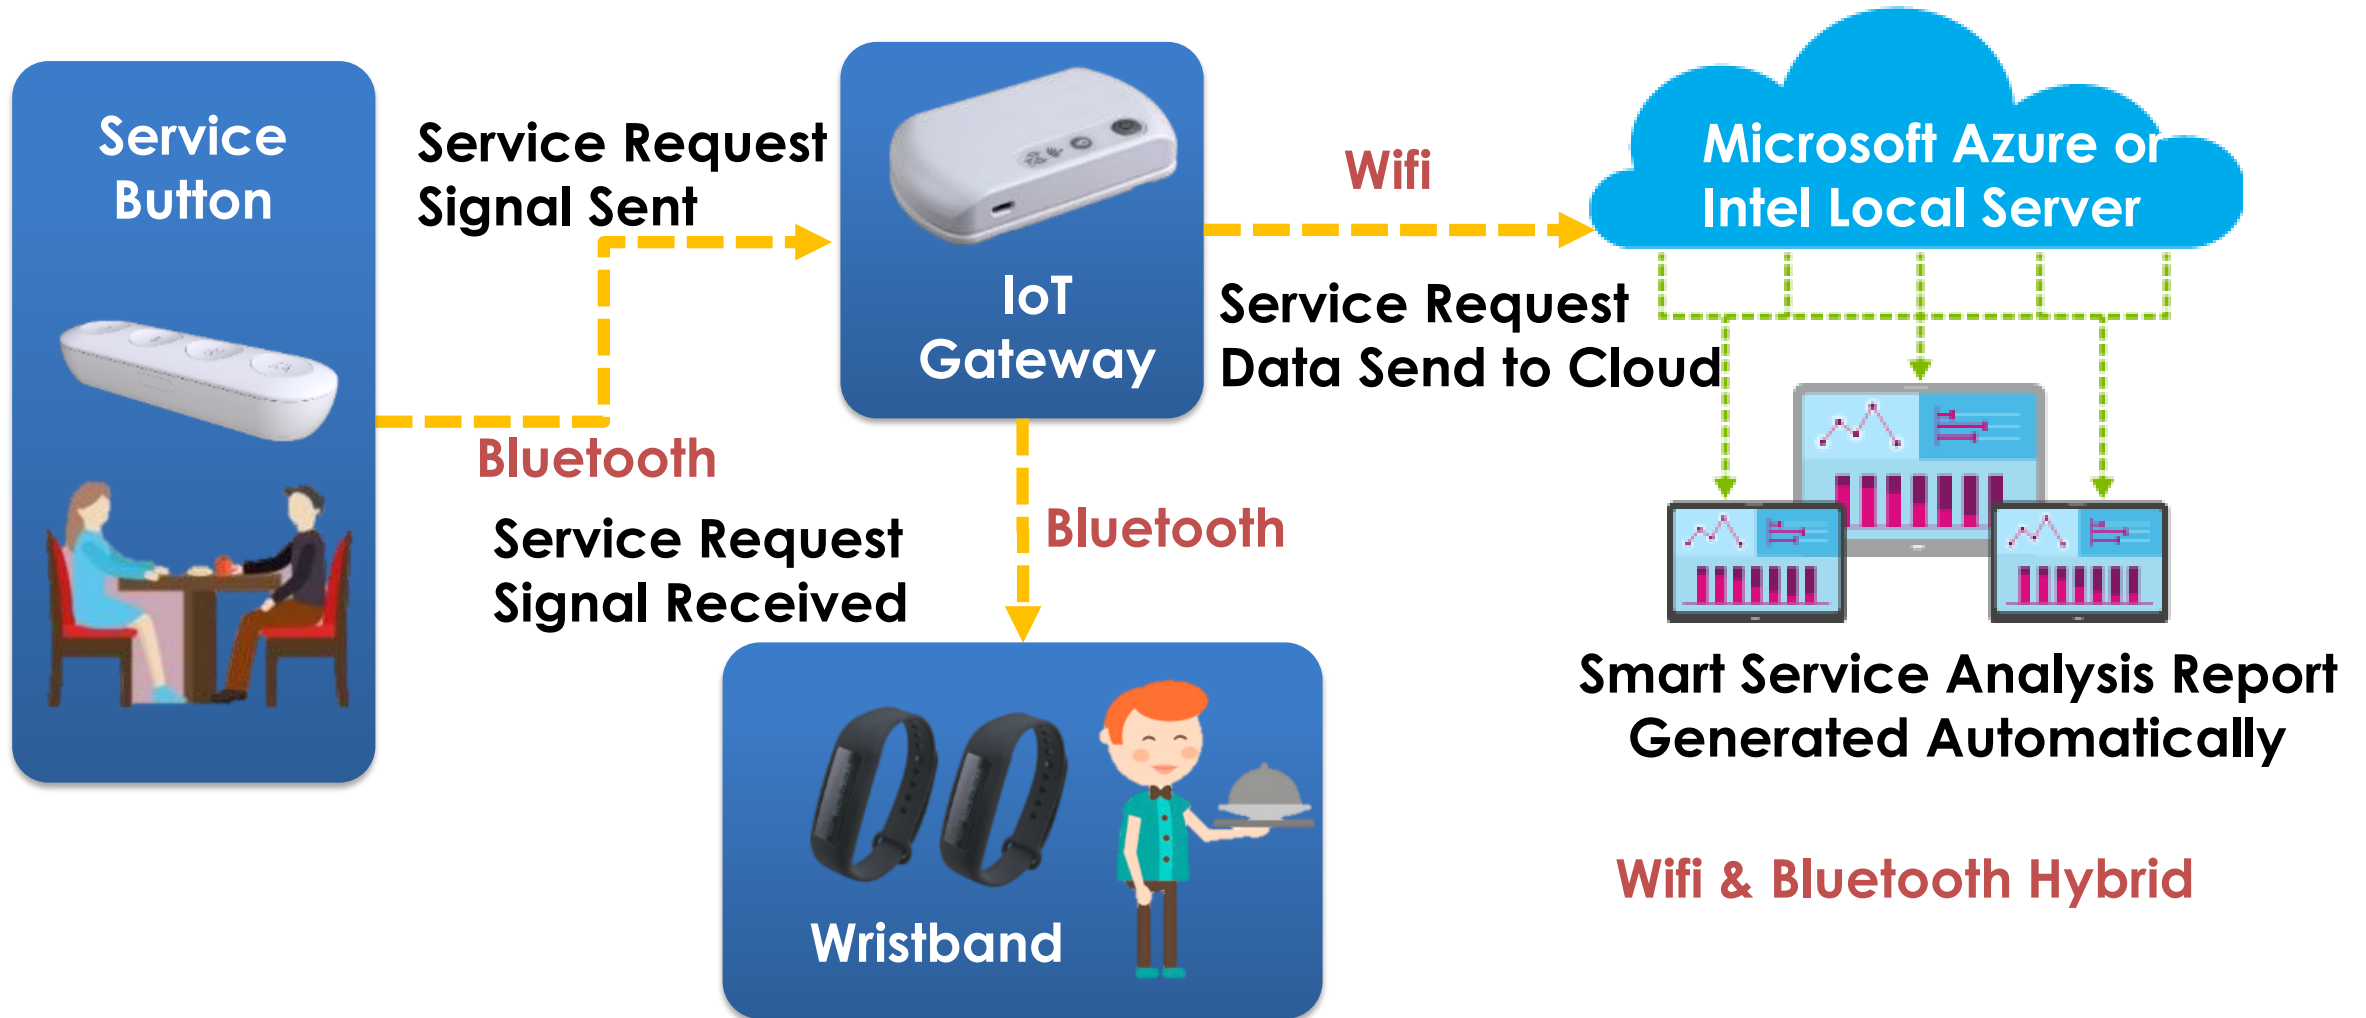 Service
Button
Service Request
Signal Sent
Bluetooth
Service Request
Signal Received
IoT
Gateway
Bluetooth
Wristband
Wifi
Service Request
Data Send to Cloud
Microsoft Azure or
Intel Local Server
Smart Service Analysis Report
Generated Automatically
Wifi & Bluetooth Hybrid